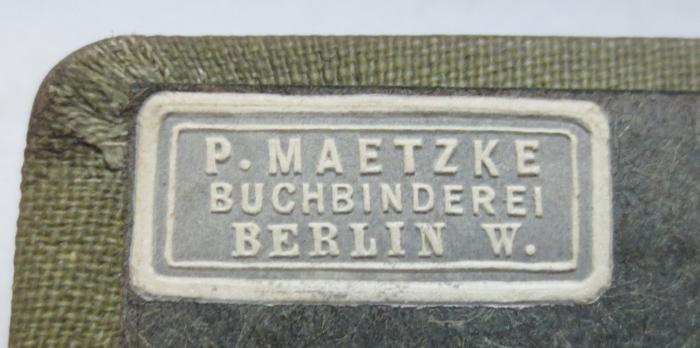 P. MAETZKE
BUCHBINDEREI
BERLIN W.